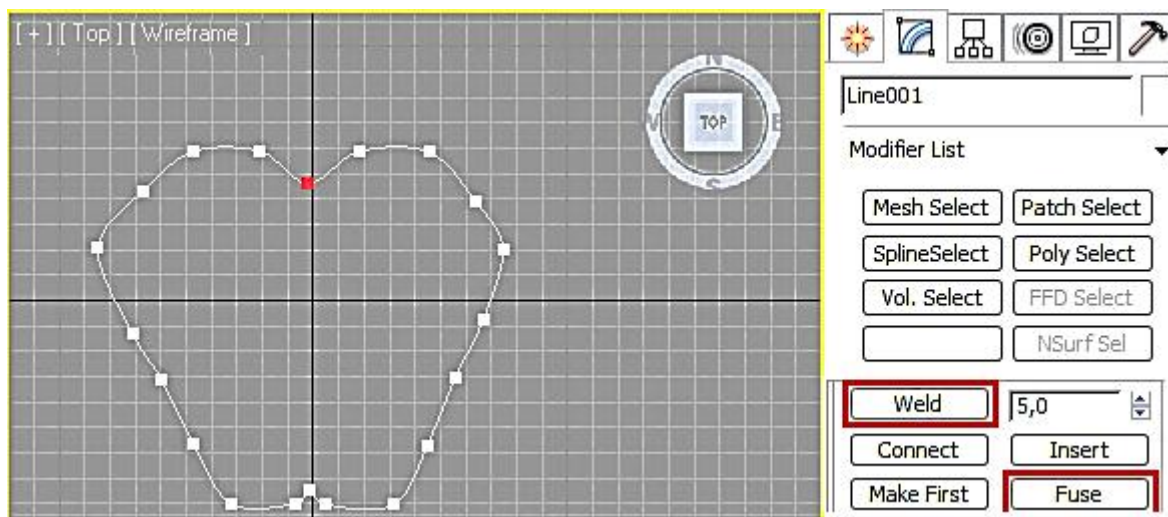 [ + ] [ Top ] [ Wireframe ]
N
W
TOP
E
S
Line001
Modifier List
Mesh Select
Patch Select
SplineSelect
Poly Select
Vol. Select
FFD Select
NSurf Sel
Weld
5,0
Connect
Insert
Make First
Fuse